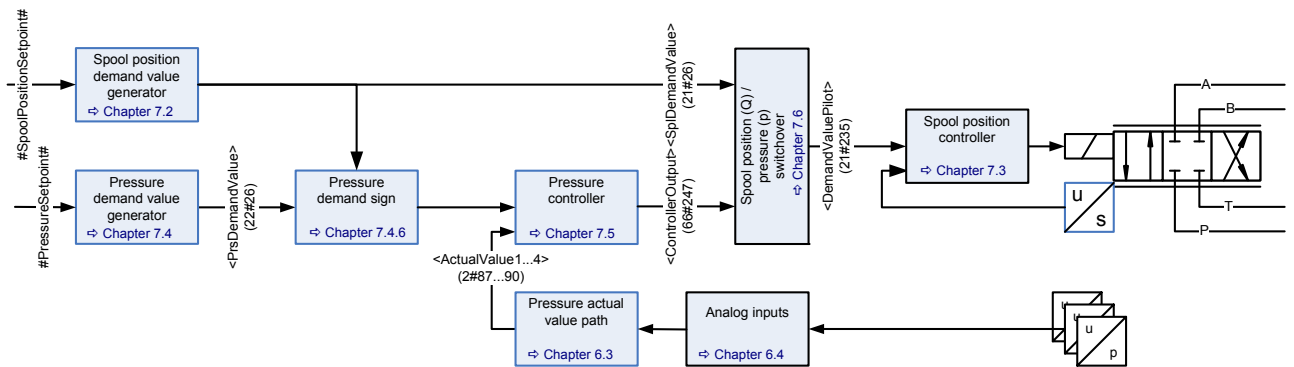 #SpoolPositionSetpoint#
Spool position
demand value
generator
⇨ Chapter 7.2
<SplDemandValue>
(21#26)
#PressureSetpoint#
Pressure
demand value
generator
⇨ Chapter 7.4
<PrsDemandValue>
(22#26)
Pressure
demand sign
⇨ Chapter 7.4.6
Pressure
controller
⇨ Chapter 7.5
<ControllerOutput>
(66#247)
Spool position (Q) /
pressure (p)
switchover
⇨ Chapter 7.6
<DemandValuePilot>
(21#235)
Spool position
controller
⇨ Chapter 7.3
A
B
T
P
u
s
<ActualValue1...4>
(2#87...90)
Pressure actual
value path
⇨ Chapter 6.3
Analog inputs
⇨ Chapter 6.4
u
u
u
p